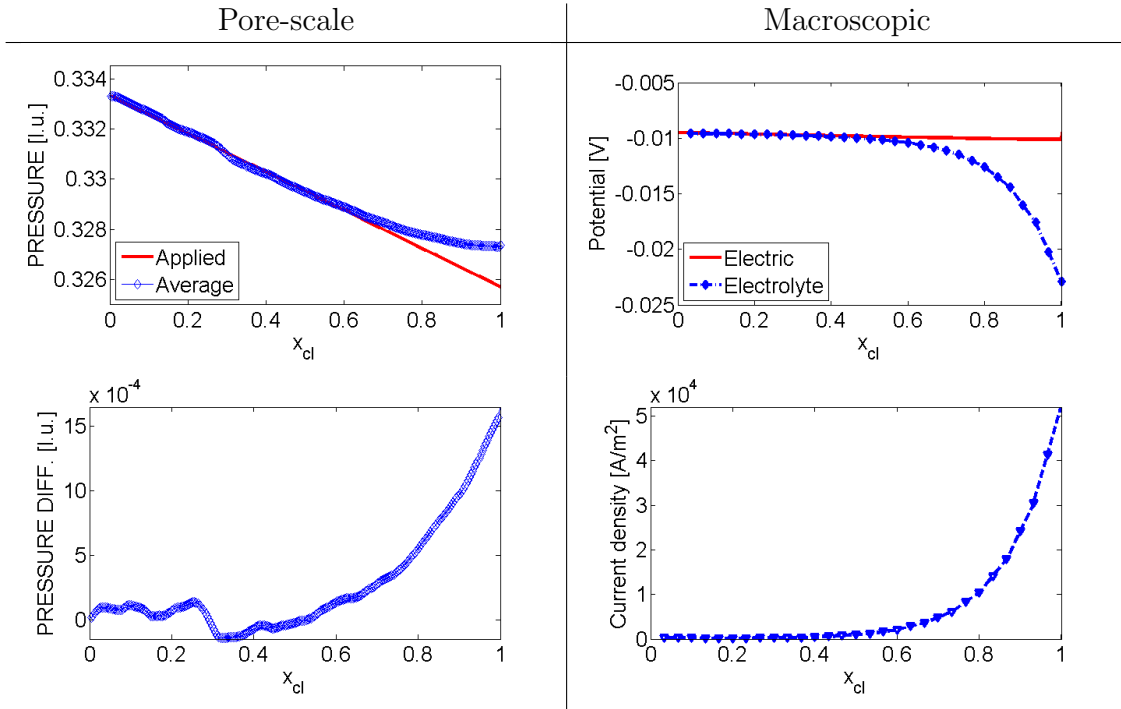 Pore-scale
Macroscopic
0.334
0.332
0.33
0.328
0.326
PRESSURE [l.u.]
Applied
Average
0
0.2
0.4
0.6
0.8
1
x_cl
-0.005
-0.01
-0.015
-0.02
-0.025
Potential [V]
Electric
Electrolyte
0
0.2
0.4
0.6
0.8
1
x_cl
x 10^-4
15
10
5
0
PRESSURE DIFF. [l.u.]
0
0.2
0.4
0.6
0.8
1
x_cl
x 10^4
5
4
3
2
1
0
Current density [A/m^2]
0
0.2
0.4
0.6
0.8
1
x_cl